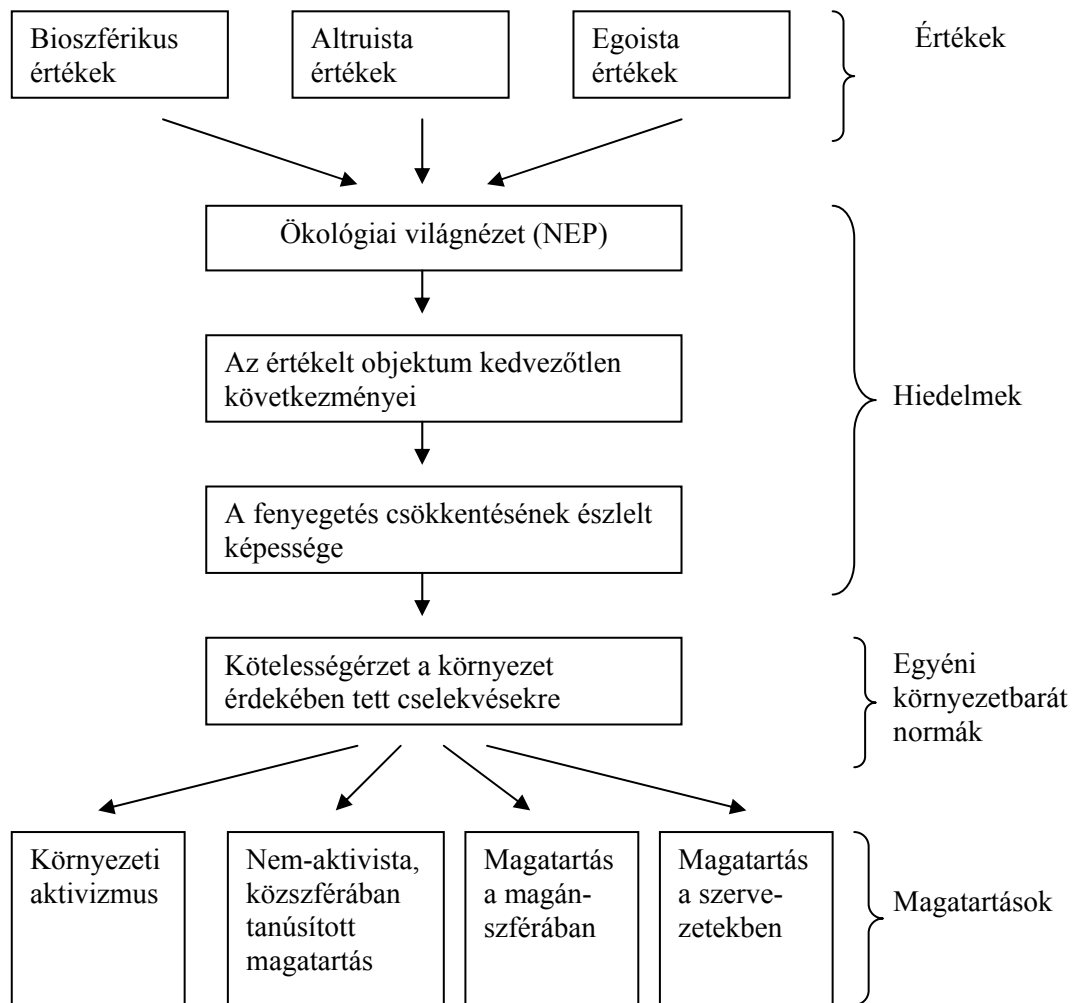 Bioszférikus
értékek
Altruista
értékek
Egoista
értékek
Értékek
Ökológiai világnézet (NEP)
Az értékelt objektum kedvezőtlen
következményei
Hiedelmek
A fenyegetés csökkentésének észlelt
képessége
Kötelességérzet a környezet
érdekében tett cselekvésekre
Egyéni
környezetbarát
normák
Környezeti
aktivizmus
Nem-aktivista,
közszférában
tanúsított
magatartás
Magatartás
a magán-
szférában
Magatartás
a szerve-
zetekben
Magatartások